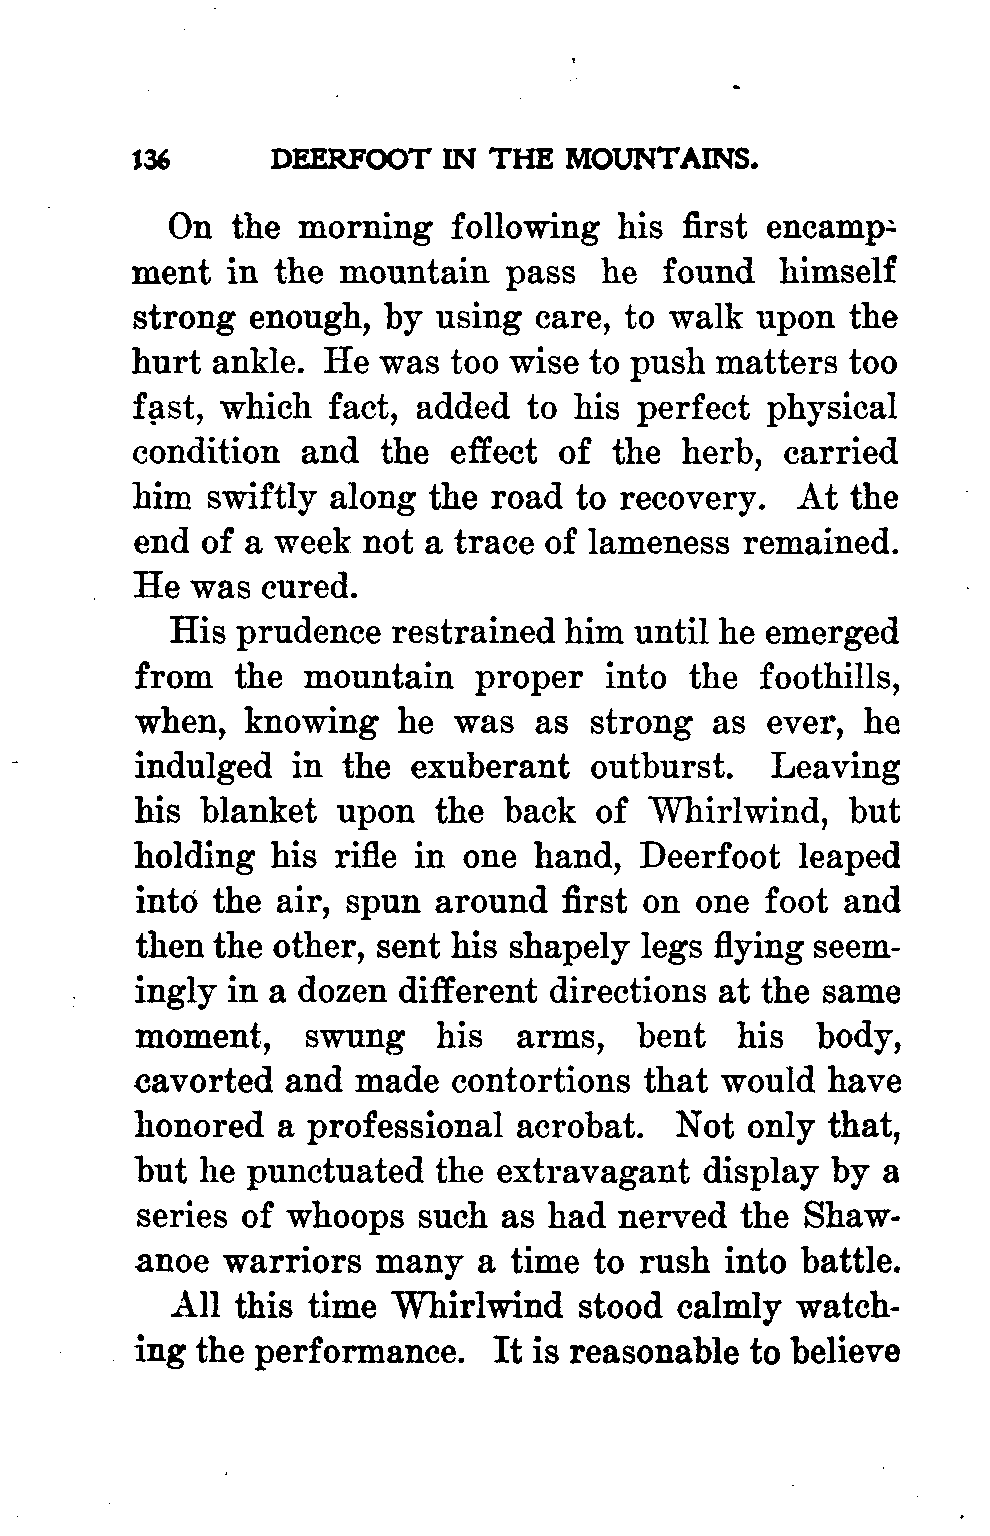 136 DEERFOOT IN THE MOUNTAINS.
On the morning following his first encamp-
ment in the mountain pass he found himself
strong enough, by using care, to walk upon the
hurt ankle. He was too wise to push matters too
fast, which fact, added to his perfect physical
condition and the effect of the herb, carried
him swiftly along the road to recovery. At the
end of a week not a trace of lameness remained.
He was cured.
His prudence restrained him until he emerged
from the mountain proper into the foothills,
when, knowing he was as strong as ever, he
indulged in the exuberant outburst. Leaving
his blanket upon the back of Whirlwind, but
holding his rifle in one hand, Deerfoot leaped
into the air, spun around first on one foot and
then the other, sent his shapely legs flying seem-
ingly in a dozen different directions at the same
moment, swung his arms, bent his body,
cavorted and made contortions that would have
honored a professional acrobat. Not only that,
but he punctuated the extravagant display by a
series of whoops such as had nerved the Shaw-
anoe warriors many a time to rush into battle.
All this time Whirlwind stood calmly watch-
ing the performance. It is reasonable to believe